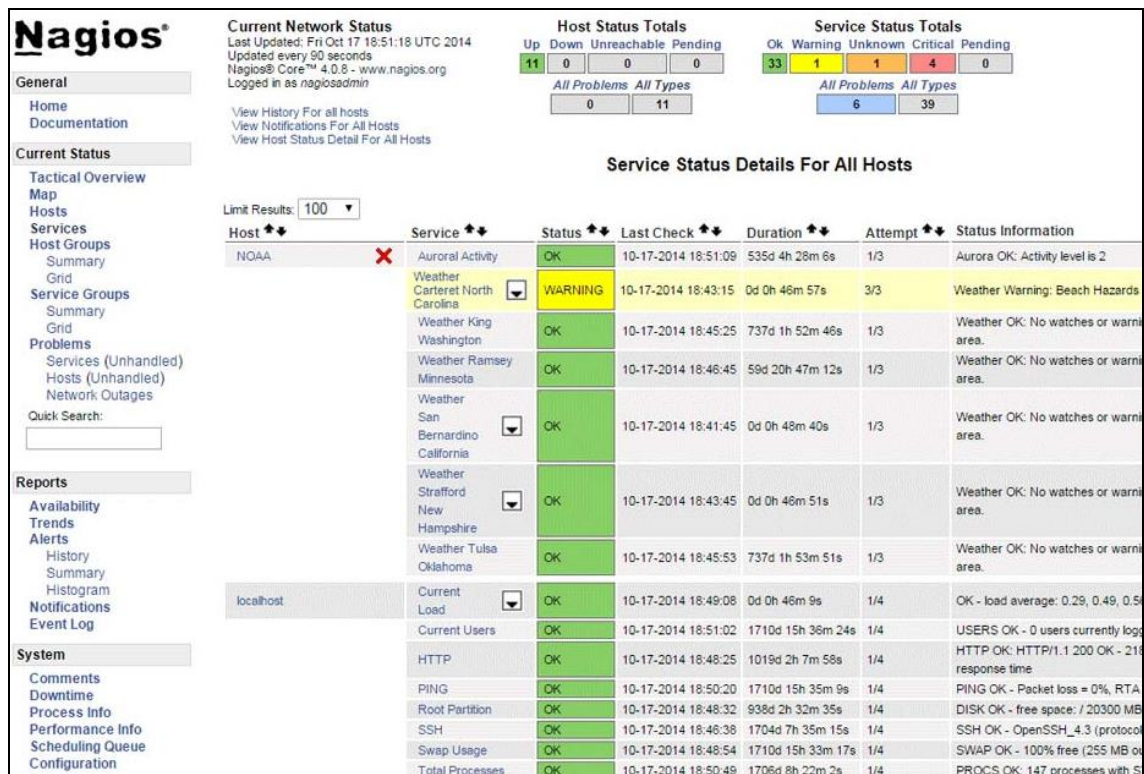 Nagios®
General
Home
Documentation
Current Status
Tactical Overview
Map
Hosts
Services
Host Groups
Summary
Grid
Service Groups
Summary
Grid
Problems
Services (Unhandled)
Hosts (Unhandled)
Network Outages
Quick Search:
Reports
Availability
Trends
Alerts
History
Summary
Histogram
Notifications
Event Log
System
Comments
Downtime
Process Info
Performance Info
Scheduling Queue
Configuration
Current Network Status
Last Updated: Fri Oct 17 18:51:18 UTC 2014
Updated every 90 seconds
Nagios® Core™ 4.0.8 - www.nagios.org
Logged in as nagiosadmin
View History For all hosts
View Notifications For All Hosts
View Host Status Detail For All Hosts
Host Status Totals
Up Down Unreachable Pending
11 0 0 0
All Problems All Types
0 11
Service Status Totals
Ok Warning Unknown Critical Pending
33 1 1 4 0
All Problems All Types
6 39
Service Status Details For All Hosts
Limit Results: 100
Host Service Status Last Check Duration Attempt Status Information
NOAA Auroral Activity OK 10-17-2014 18:51:09 535d 4h 28m 6s 1/3 Aurora OK: Activity level is 2
Weather
Carteret North
Carolina
WARNING 10-17-2014 18:43:15 0d 0h 46m 57s 3/3 Weather Warning: Beach Hazards
Weather King
Washington
OK 10-17-2014 18:45:25 737d 1h 52m 46s 1/3 Weather OK: No watches or warni
area.
Weather Ramsey
Minnesota
OK 10-17-2014 18:46:45 59d 20h 47m 12s 1/3 Weather OK: No watches or warni
area.
Weather
San
Bernardino
California
OK 10-17-2014 18:41:45 0d 0h 48m 40s 1/3 Weather OK: No watches or warni
area.
Weather
Strafford
New
Hampshire
OK 10-17-2014 18:43:45 0d 0h 46m 51s 1/3 Weather OK: No watches or warni
area.
Weather Tulsa
Oklahoma
OK 10-17-2014 18:45:53 737d 1h 53m 51s 1/3 Weather OK: No watches or warni
area.
localhost
Current
Load
OK 10-17-2014 18:49:08 0d 0h 46m 9s 1/4 OK - load average: 0.29, 0.49, 0.5
Current Users OK 10-17-2014 18:51:02 1710d 15h 36m 24s 1/4 USERS OK - 0 users currently logg
HTTP OK 10-17-2014 18:48:25 1019d 2h 7m 58s 1/4 HTTP OK: HTTP/1.1 200 OK - 218
response time
PING OK 10-17-2014 18:50:20 1710d 15h 35m 9s 1/4 PING OK - Packet loss = 0%, RTA
Root Partition OK 10-17-2014 18:48:32 938d 2h 32m 35s 1/4 DISK OK - free space: / 20300 MB
SSH OK 10-17-2014 18:46:38 1704d 7h 35m 15s 1/4 SSH OK - OpenSSH_4.3 (protocol
Swap Usage OK 10-17-2014 18:48:54 1710d 15h 33m 17s 1/4 SWAP OK - 100% free (255 MB ou
Total Processes OK 10-17-2014 18:50:49 1706d 8h 22m 2s 1/4 PROCS OK: 147 processes with S